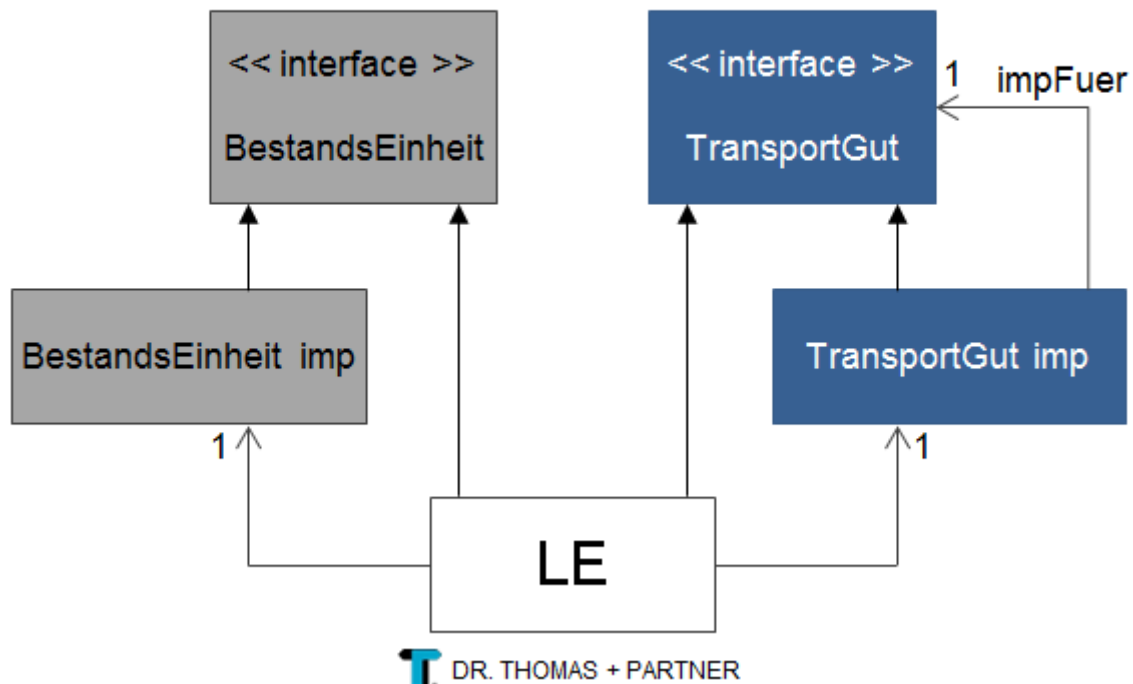 << interface >>
BestandsEinheit
<< interface >>
TransportGut
1
impFuer
BestandsEinheit imp
TransportGut imp
1
1
LE
DR. THOMAS + PARTNER